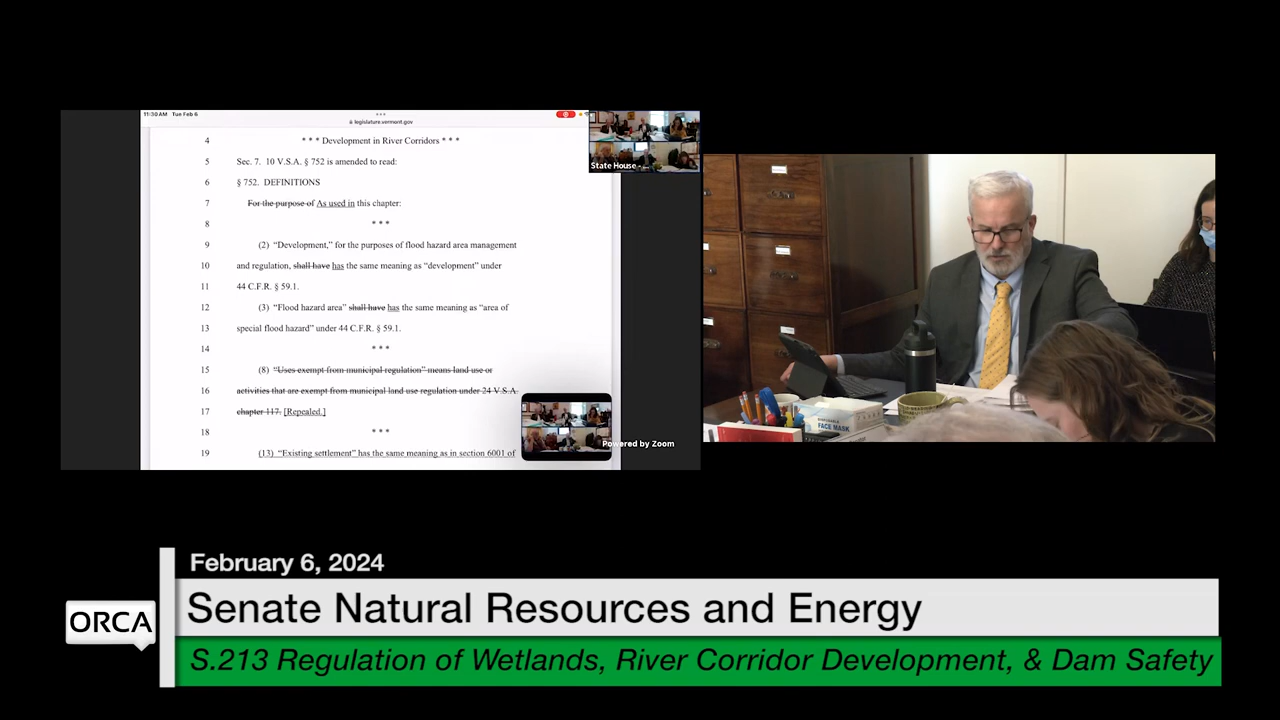 11:30 AM Tue Feb 6
legislature.vermont.gov
4 * * * Development in River Corridors * * *
5 Sec. 7. 10 V.S.A. § 752 is amended to read:
6 § 752. DEFINITIONS
7 For the purpose of As used in this chapter:
8 * * *
9 (2) “Development,” for the purposes of flood hazard area management
10 and regulation, shall have has the same meaning as “development” under
11 44 C.F.R. § 59.1.
12 (3) “Flood hazard area” shall have has the same meaning as “area of
13 special flood hazard” under 44 C.F.R. § 59.1.
14 * * *
15 (8) “Uses exempt from municipal regulation” means land use or
16 activities that are exempt from municipal land use regulation under 24 V.S.A.
17 chapter 117. [Repealed.]
18 * * *
19 (13) “Existing settlement” has the same meaning as in section 6001 of
State House - ...
Powered by Zoom
FACE MASK
February 6, 2024
Senate Natural Resources and Energy
ORCA
S.213 Regulation of Wetlands, River Corridor Development, & Dam Safety